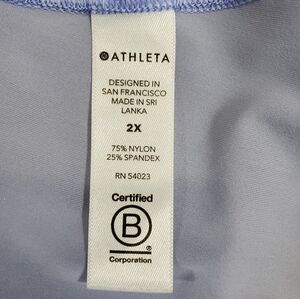 ATHLETA
DESIGNED IN
SAN FRANCISCO
MADE IN SRI
LANKA
2X
75% NYLON
25% SPANDEX
RN 54023
Certified
B
Corporation